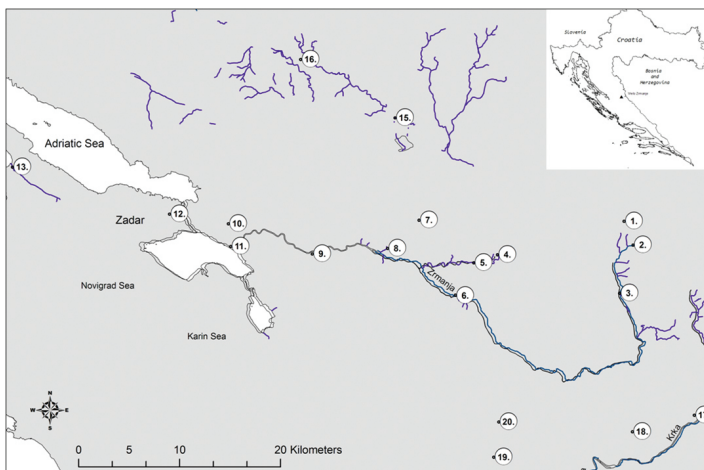 Slovenia
Croatia
Bosnia
and
Herzegovina
16.
15.
Adriatic Sea
13.
Zadar
12.
10.
7.
1.
11.
2.
8.
9.
4.
5.
Zrmanja
Novigrad Sea
6.
3.
Karin Sea
N
W
E
S
20.
17
18.
Krka
19.
0
5
10
20 Kilometers